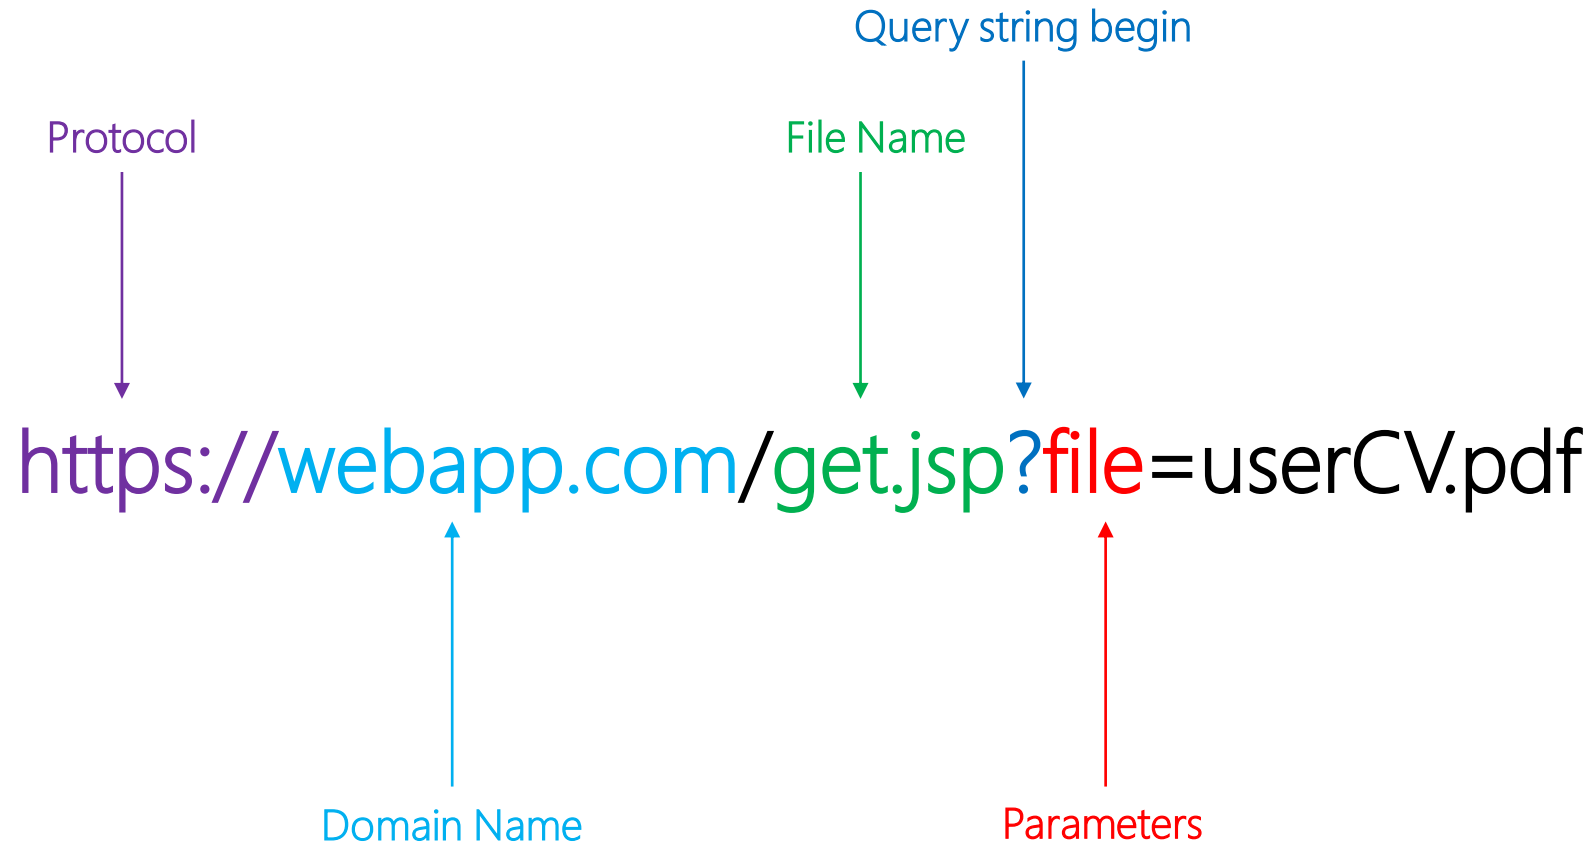 Query string begin
Protocol
File Name
https://webapp.com/get.jsp?file=userCV.pdf
Domain Name
Parameters